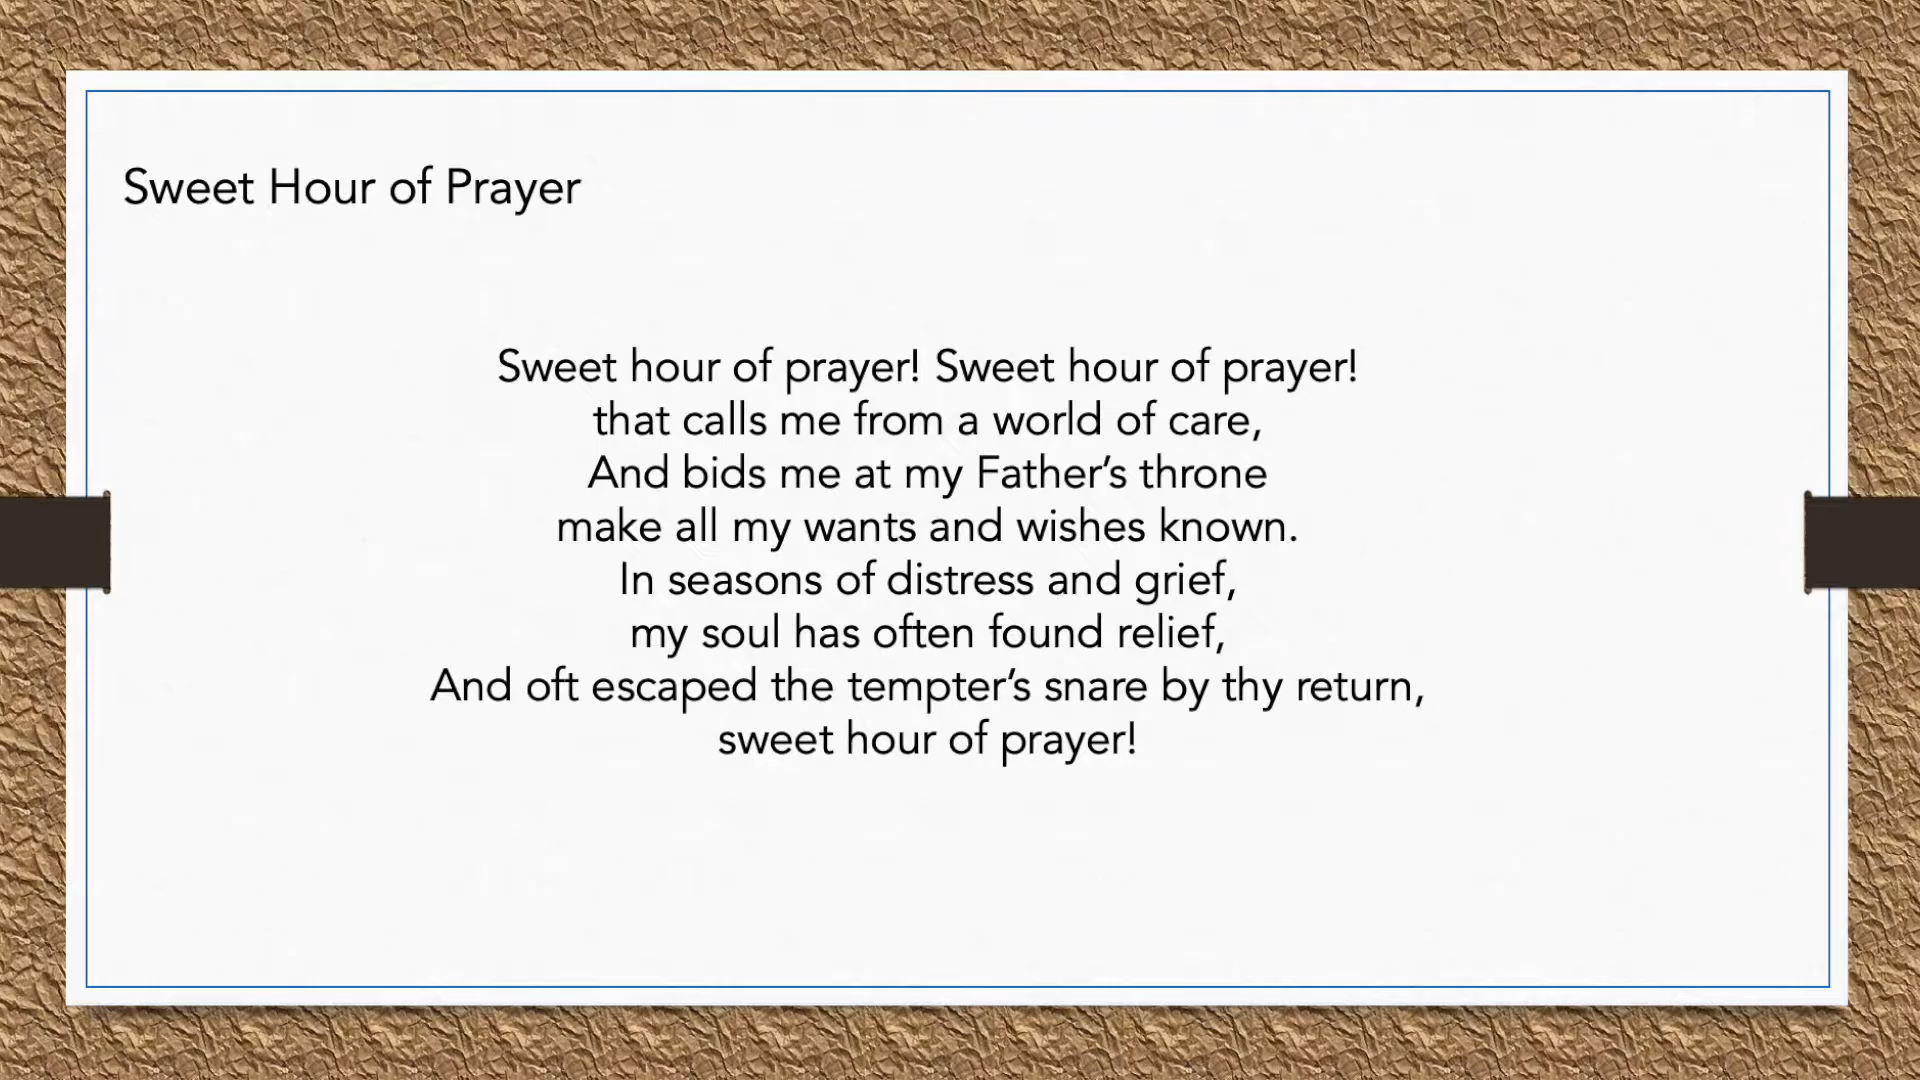 Sweet Hour of Prayer
Sweet hour of prayer! Sweet hour of prayer!
that calls me from a world of care,
And bids me at my Father’s throne
make all my wants and wishes known.
In seasons of distress and grief,
my soul has often found relief,
And oft escaped the tempter’s snare by thy return,
sweet hour of prayer!